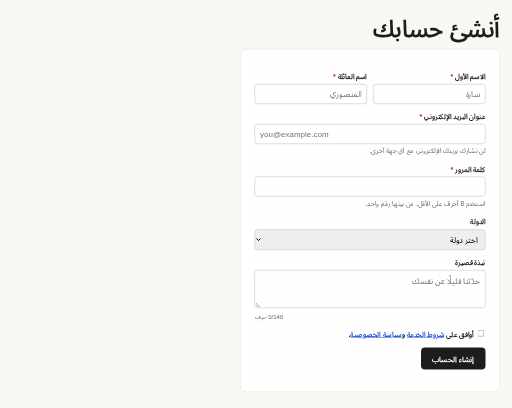 أنشئ حسابك
الاسم الأول *
اسم العائلة *
سارة
المنصوري
عنوان البريد الإلكتروني *
you@example.com
لن نشارك بريدك الإلكتروني مع أي جهة أخرى.
كلمة المرور *
استخدم 8 أحرف على الأقل، من بينها رقم واحد.
الدولة
اختر دولة
نبذة قصيرة
حدّثنا قليلًا عن نفسك
0/140 حرف
أوافق على شروط الخدمة وسياسة الخصوصية.
إنشاء الحساب